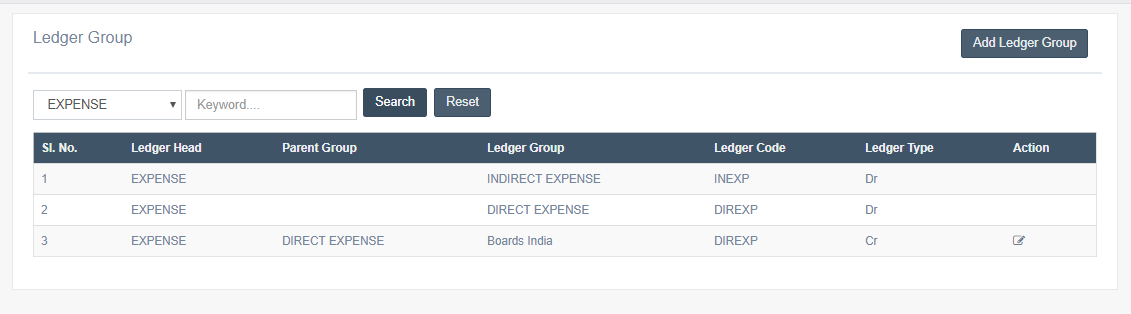 Ledger Group
Add Ledger Group
EXPENSE Keyword.... Search Reset
Sl. No. Ledger Head Parent Group Ledger Group Ledger Code Ledger Type Action
1 EXPENSE INDIRECT EXPENSE INEXP Dr
2 EXPENSE DIRECT EXPENSE DIREXP Dr
3 EXPENSE DIRECT EXPENSE Boards India DIREXP Cr